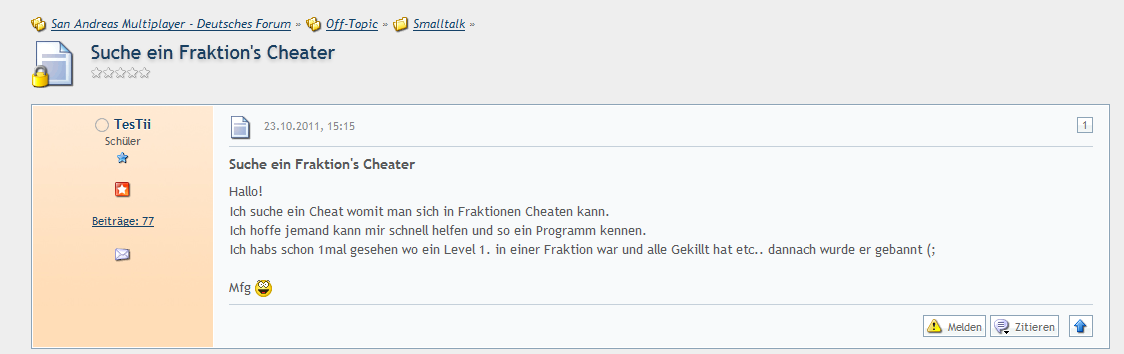 San Andreas Multiplayer - Deutsches Forum » Off-Topic » Smalltalk »
Suche ein Fraktion's Cheater
TesTii
Schüler
Beiträge: 77
23.10.2011, 15:15
1
Suche ein Fraktion's Cheater
Hallo!
Ich suche ein Cheat womit man sich in Fraktionen Cheaten kann.
Ich hoffe jemand kann mir schnell helfen und so ein Programm kennen.
Ich habs schon 1mal gesehen wo ein Level 1. in einer Fraktion war und alle Gekillt hat etc.. dannach wurde er gebannt (;
Mfg
Melden
Zitieren